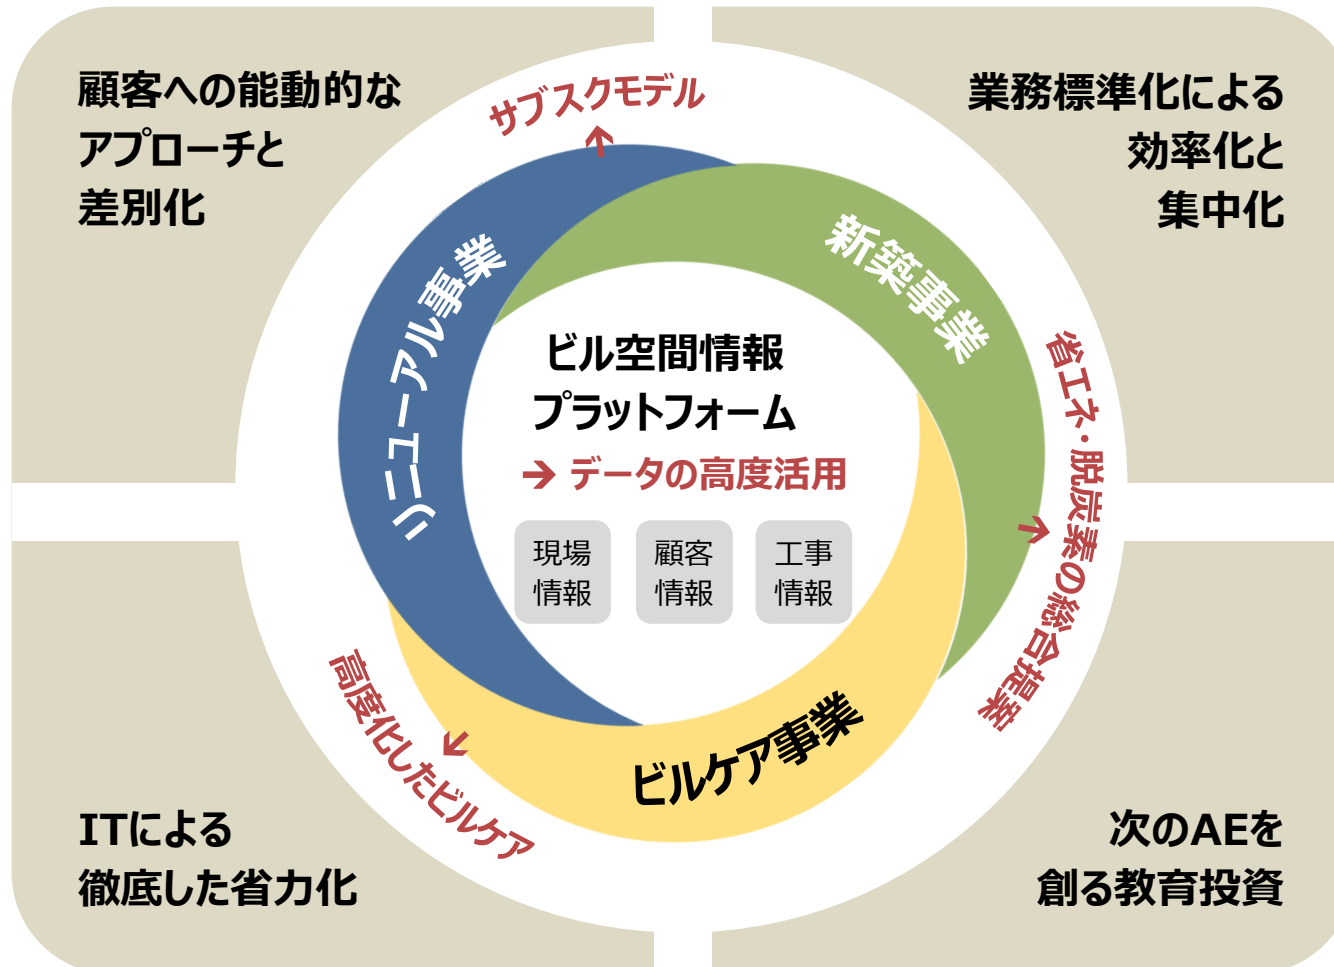 顧客への能動的な
アプローチと
差別化
業務標準化による
効率化と
集中化
サブスクモデル
リニューアル事業
新築事業
ビル空間情報
プラットフォーム
→ データの高度活用
現場
情報
顧客
情報
工事
情報
省エネ・脱炭素の総合提案
高度化したビルケア
ビルケア事業
ITによる
徹底した省力化
次のAEを
創る教育投資